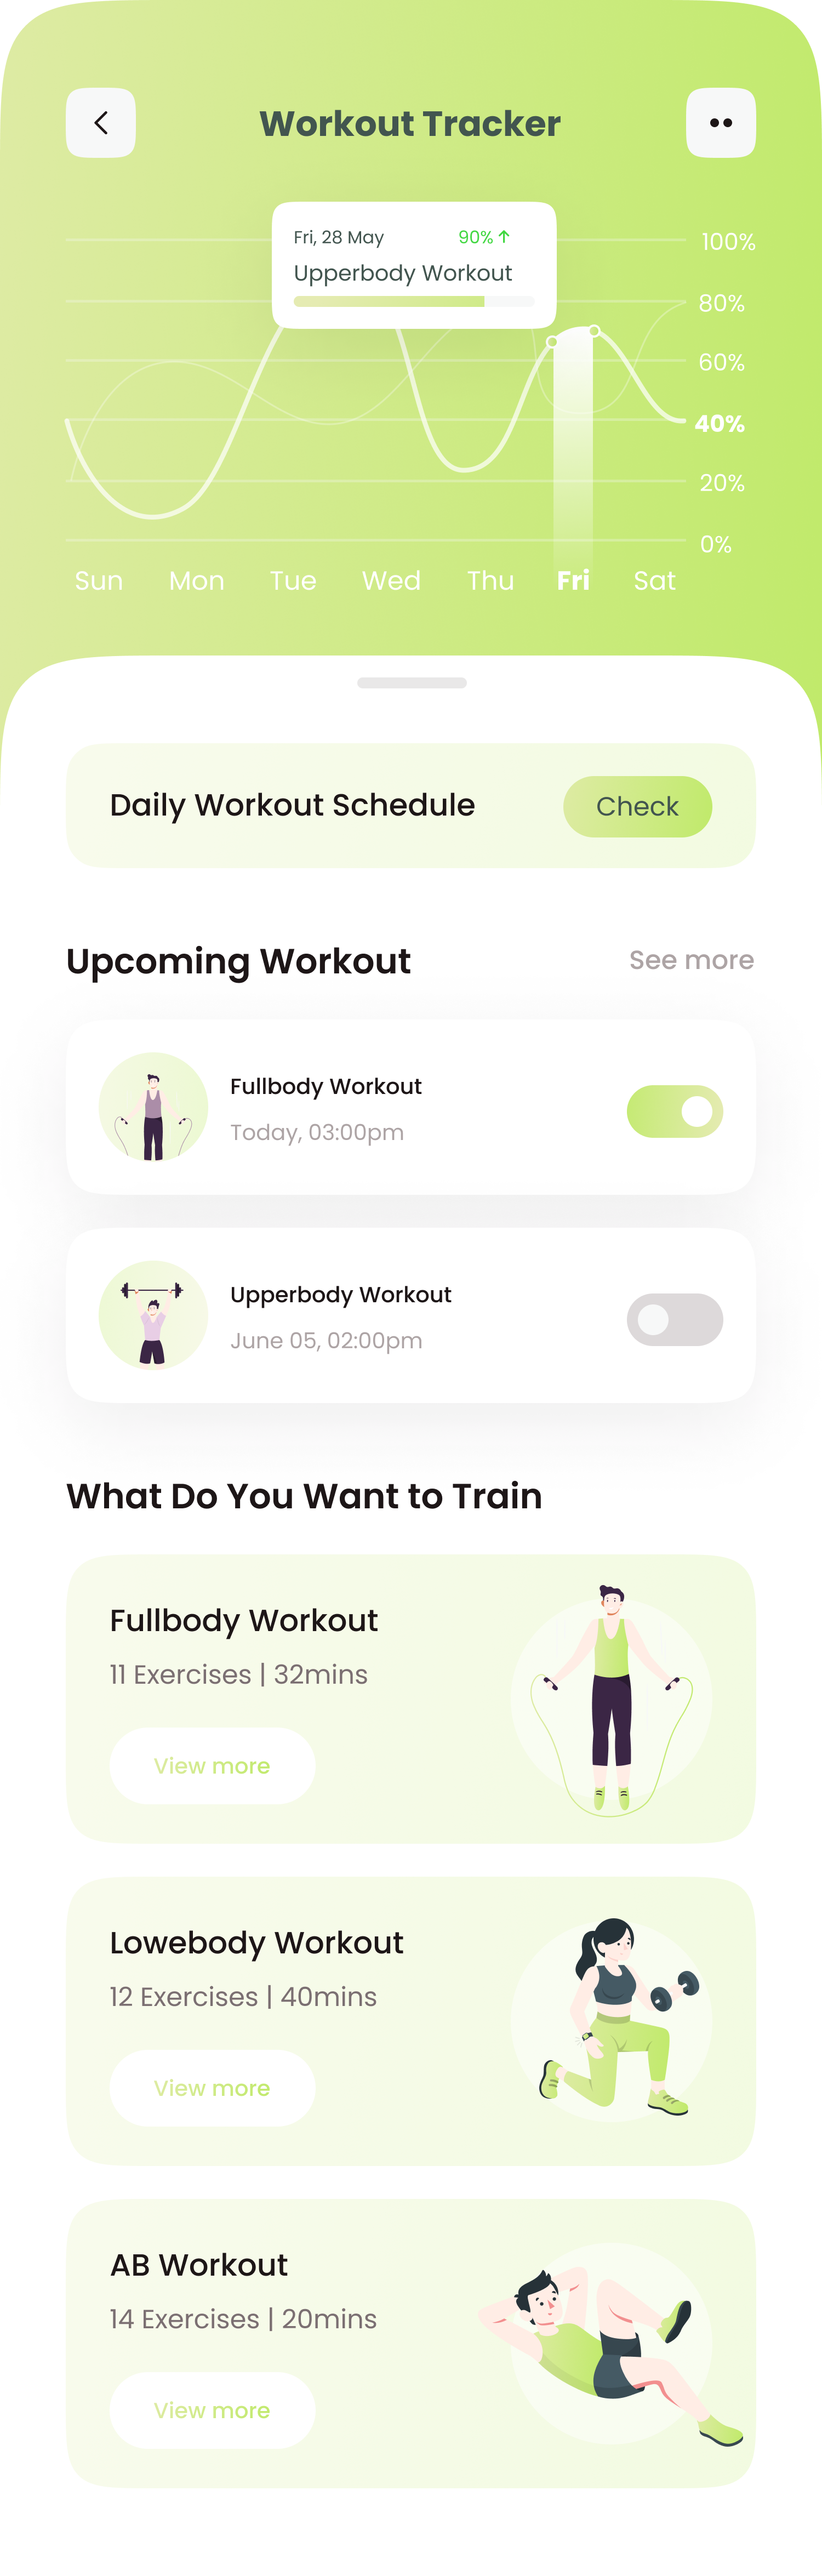 Workout Tracker
Fri, 28 May 90% ↑
Upperbody Workout
100%
80%
60%
40%
20%
0%
Sun Mon Tue Wed Thu Fri Sat
Daily Workout Schedule Check
Upcoming Workout See more
Fullbody Workout
Today, 03:00pm
Upperbody Workout
June 05, 02:00pm
What Do You Want to Train
Fullbody Workout
11 Exercises | 32mins
View more
Lowebody Workout
12 Exercises | 40mins
View more
AB Workout
14 Exercises | 20mins
View more